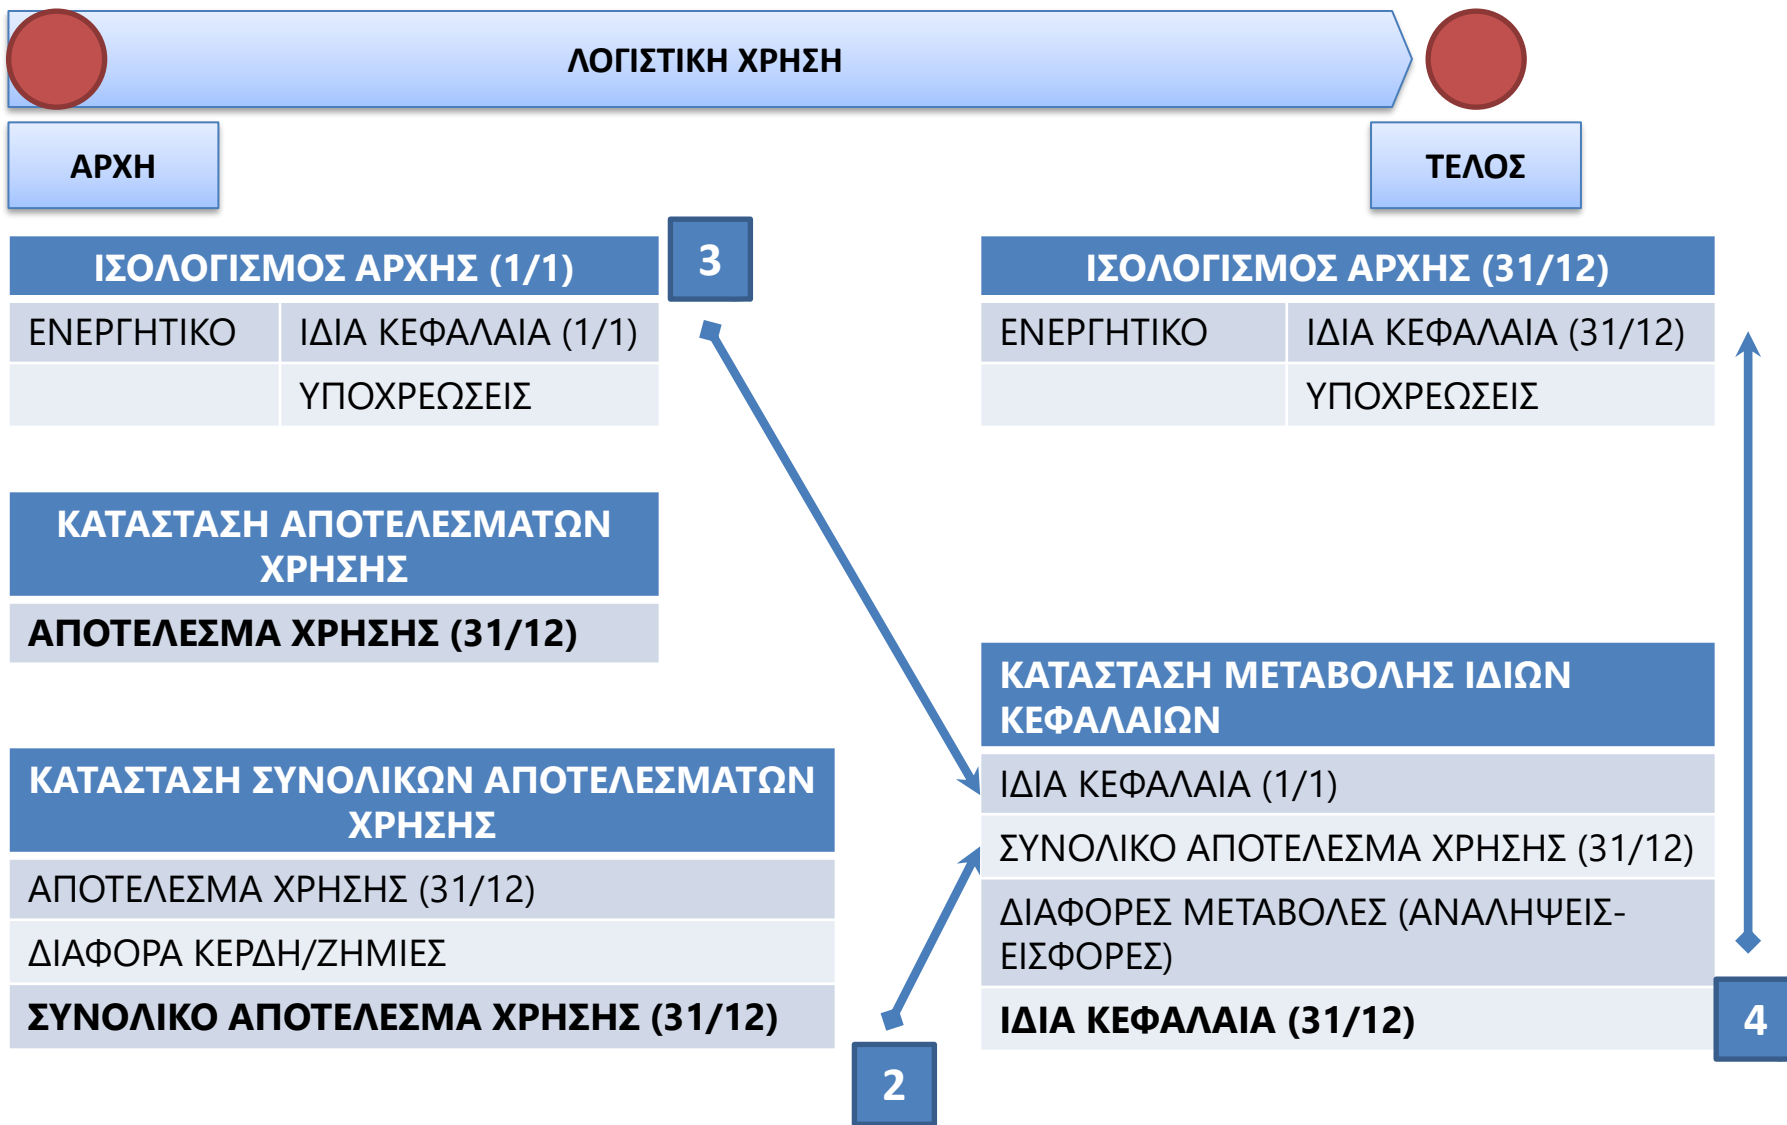 ΛΟΓΙΣΤΙΚΗ ΧΡΗΣΗ
ΑΡΧΗ
ΤΕΛΟΣ
ΙΣΟΛΟΓΙΣΜΟΣ ΑΡΧΗΣ (1/1)
ΕΝΕΡΓΗΤΙΚΟ ΙΔΙΑ ΚΕΦΑΛΑΙΑ (1/1)
ΥΠΟΧΡΕΩΣΕΙΣ
3
ΙΣΟΛΟΓΙΣΜΟΣ ΑΡΧΗΣ (31/12)
ΕΝΕΡΓΗΤΙΚΟ ΙΔΙΑ ΚΕΦΑΛΑΙΑ (31/12)
ΥΠΟΧΡΕΩΣΕΙΣ
ΚΑΤΑΣΤΑΣΗ ΑΠΟΤΕΛΕΣΜΑΤΩΝ
ΧΡΗΣΗΣ
ΑΠΟΤΕΛΕΣΜΑ ΧΡΗΣΗΣ (31/12)
ΚΑΤΑΣΤΑΣΗ ΣΥΝΟΛΙΚΩΝ ΑΠΟΤΕΛΕΣΜΑΤΩΝ
ΧΡΗΣΗΣ
ΑΠΟΤΕΛΕΣΜΑ ΧΡΗΣΗΣ (31/12)
ΔΙΑΦΟΡΑ ΚΕΡΔΗ/ΖΗΜΙΕΣ
ΣΥΝΟΛΙΚΟ ΑΠΟΤΕΛΕΣΜΑ ΧΡΗΣΗΣ (31/12)
2
ΚΑΤΑΣΤΑΣΗ ΜΕΤΑΒΟΛΗΣ ΙΔΙΩΝ
ΚΕΦΑΛΑΙΩΝ
ΙΔΙΑ ΚΕΦΑΛΑΙΑ (1/1)
ΣΥΝΟΛΙΚΟ ΑΠΟΤΕΛΕΣΜΑ ΧΡΗΣΗΣ (31/12)
ΔΙΑΦΟΡΕΣ ΜΕΤΑΒΟΛΕΣ (ΑΝΑΛΗΨΕΙΣ-
ΕΙΣΦΟΡΕΣ)
ΙΔΙΑ ΚΕΦΑΛΑΙΑ (31/12)
4